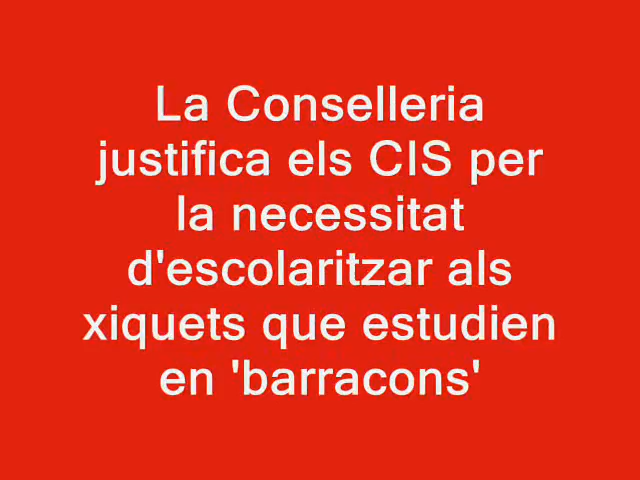 La Conselleria
justifica els CIS per
la necessitat
d'escolaritzar als
xiquets que estudien
en 'barracons'